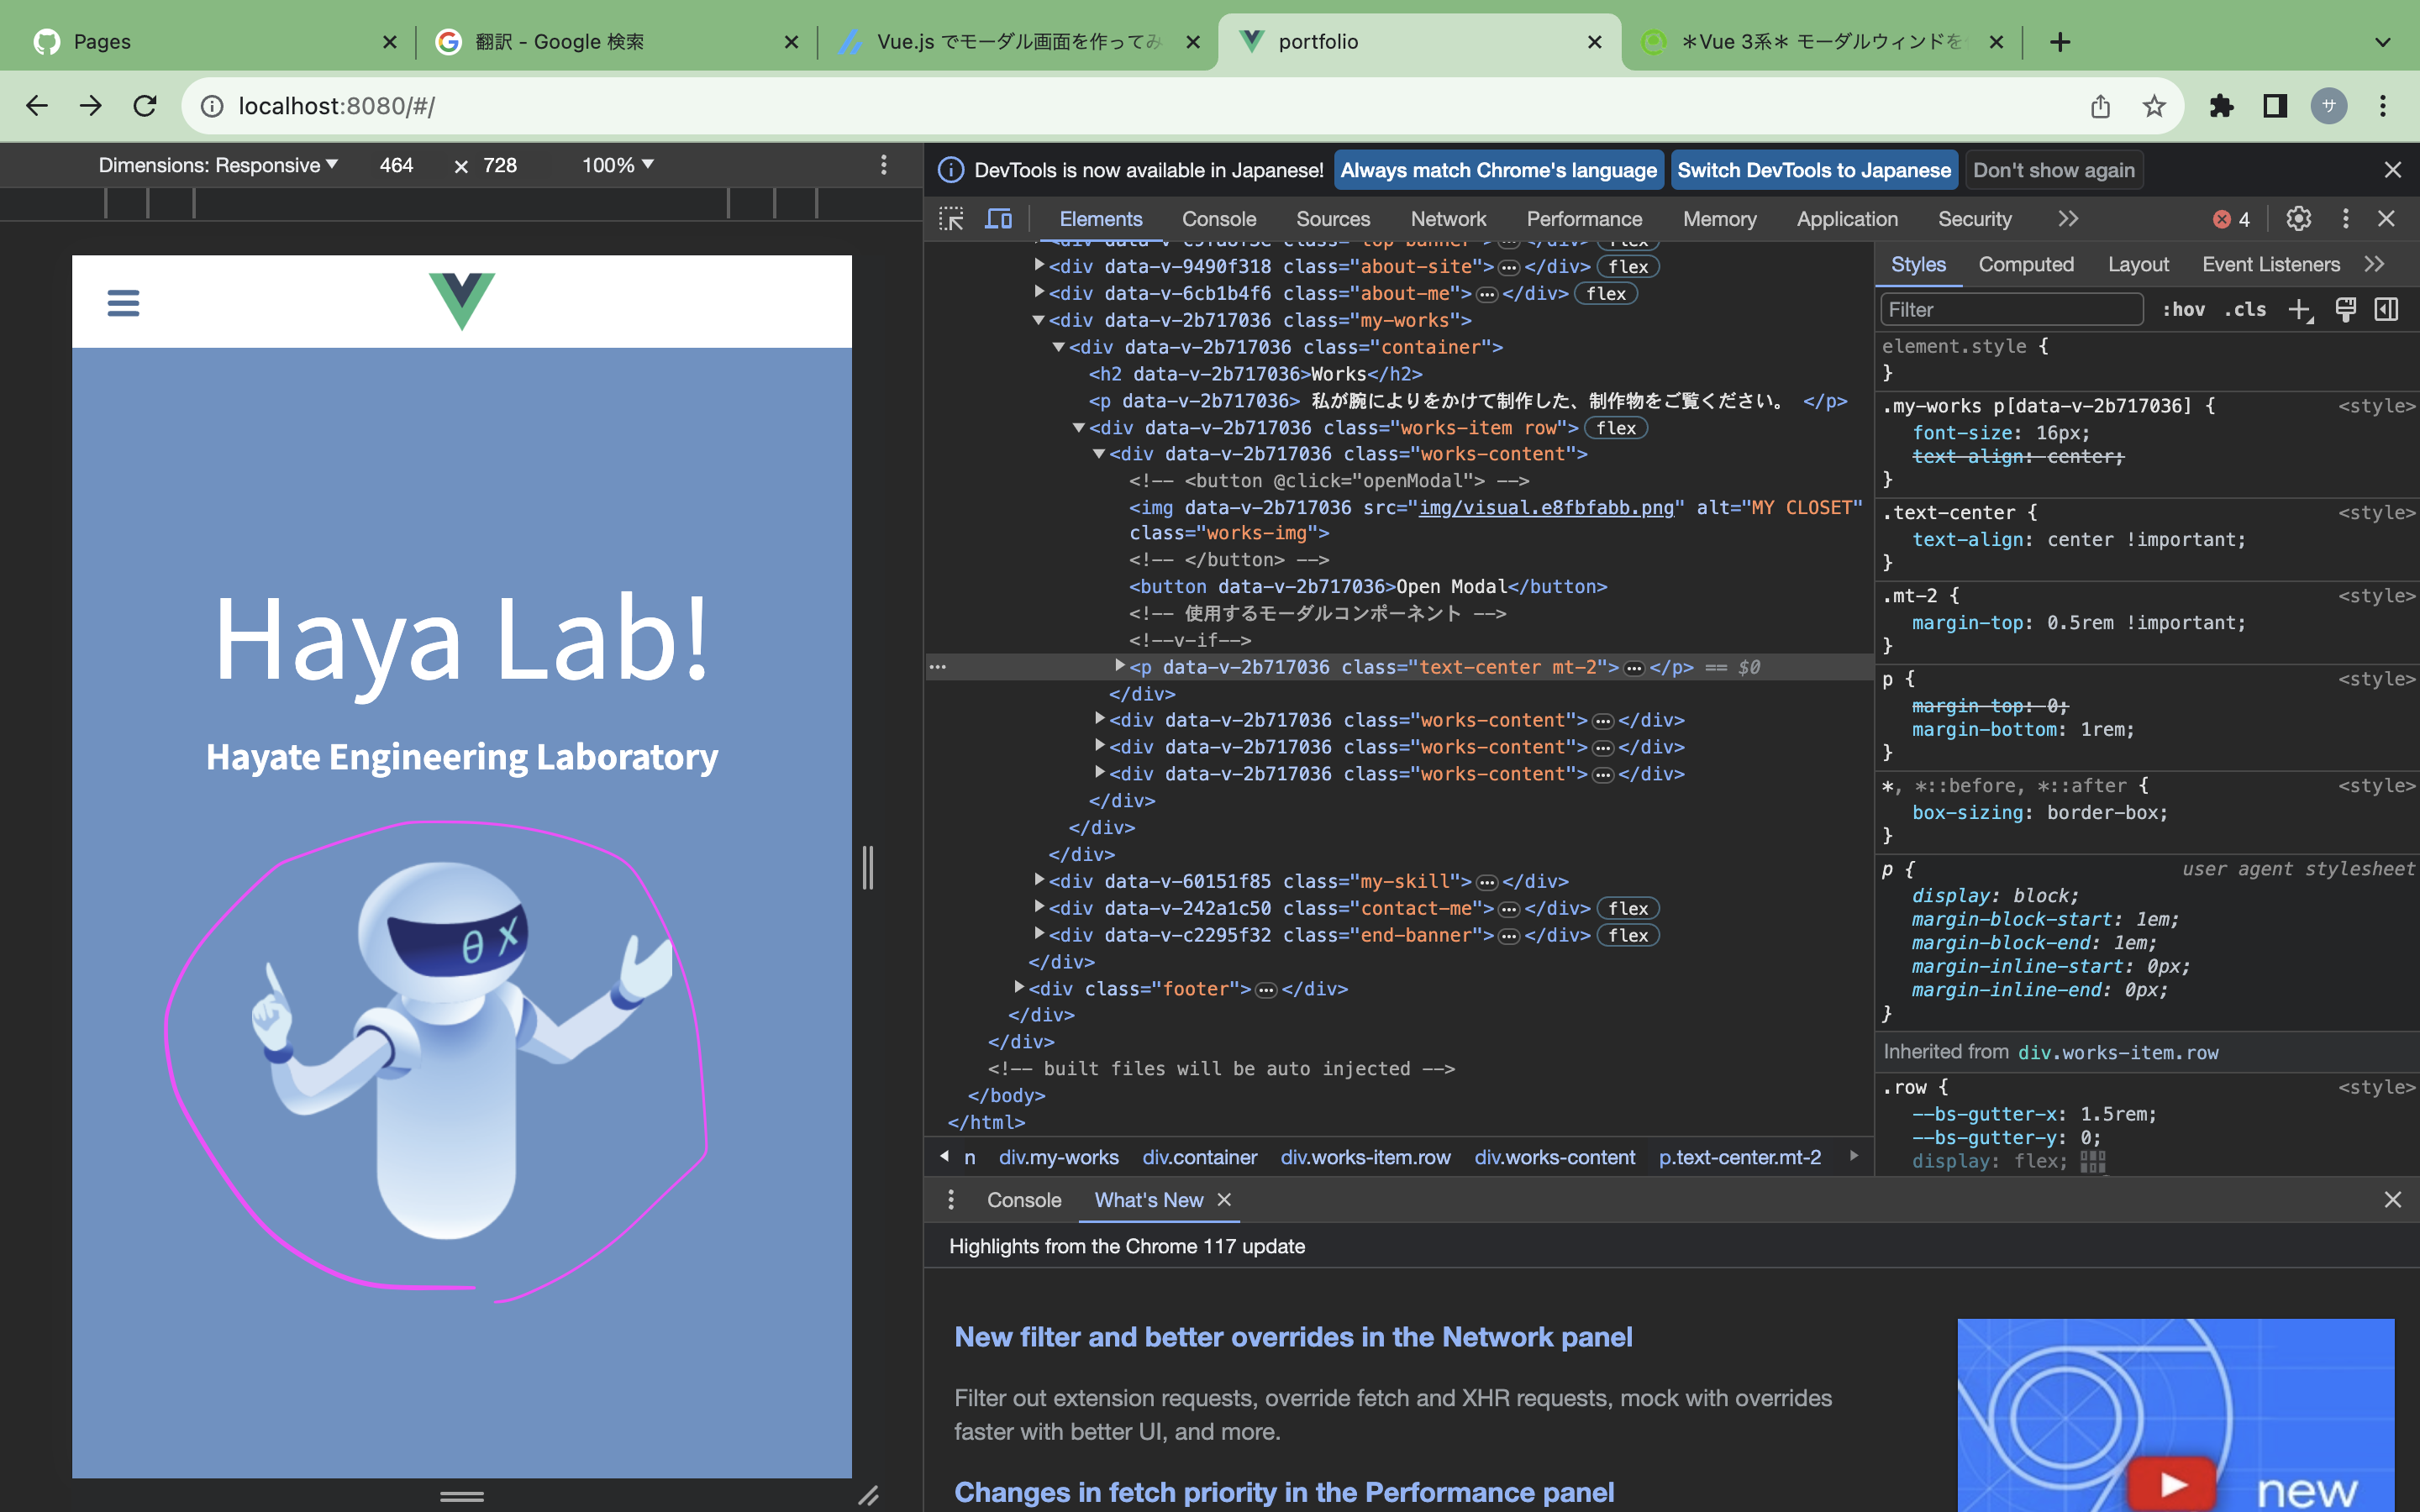 Pages
翻訳 - Google 検索
Vue.js でモーダル画面を作ってみ
portfolio
＊Vue 3系＊ モーダルウィンドを
localhost:8080/#/
サ
Dimensions: Responsive
464 × 728
100%
DevTools is now available in Japanese!
Always match Chrome's language
Switch DevTools to Japanese
Don't show again
Elements Console Sources Network Performance Memory Application Security
4
Haya Lab!
Hayate Engineering Laboratory
θ X
<div data-v-9490f318 class="about-site">…</div> flex
<div data-v-6cb1b4f6 class="about-me">…</div> flex
<div data-v-2b717036 class="my-works">
<div data-v-2b717036 class="container">
<h2 data-v-2b717036>Works</h2>
<p data-v-2b717036> 私が腕によりをかけて制作した、制作物をご覧ください。 </p>
<div data-v-2b717036 class="works-item row"> flex
<div data-v-2b717036 class="works-content">
<!-- <button @click="openModal"> -->
<img data-v-2b717036 src="img/visual.e8fbfabb.png" alt="MY CLOSET"
class="works-img">
<!-- </button> -->
<button data-v-2b717036>Open Modal</button>
<!-- 使用するモーダルコンポーネント -->
<!--v-if-->
… <p data-v-2b717036 class="text-center mt-2">…</p> == $0
</div>
<div data-v-2b717036 class="works-content">…</div>
<div data-v-2b717036 class="works-content">…</div>
<div data-v-2b717036 class="works-content">…</div>
</div>
</div>
</div>
<div data-v-60151f85 class="my-skill">…</div>
<div data-v-242a1c50 class="contact-me">…</div> flex
<div data-v-c2295f32 class="end-banner">…</div> flex
</div>
<div class="footer">…</div>
</div>
</div>
<!-- built files will be auto injected -->
</body>
</html>
n div.my-works div.container div.works-item.row div.works-content p.text-center.mt-2
Styles Computed Layout Event Listeners
Filter
:hov .cls
element.style {
}
.my-works p[data-v-2b717036] { <style>
font-size: 16px;
text-align: center;
}
.text-center { <style>
text-align: center !important;
}
.mt-2 { <style>
margin-top: 0.5rem !important;
}
p { <style>
margin-top: 0;
margin-bottom: 1rem;
}
*, *::before, *::after { <style>
box-sizing: border-box;
}
p { user agent stylesheet
display: block;
margin-block-start: 1em;
margin-block-end: 1em;
margin-inline-start: 0px;
margin-inline-end: 0px;
}
Inherited from div.works-item.row
.row { <style>
--bs-gutter-x: 1.5rem;
--bs-gutter-y: 0;
display: flex;
Console What's New
Highlights from the Chrome 117 update
New filter and better overrides in the Network panel
Filter out extension requests, override fetch and XHR requests, mock with overrides
faster with better UI, and more.
Changes in fetch priority in the Performance panel
new